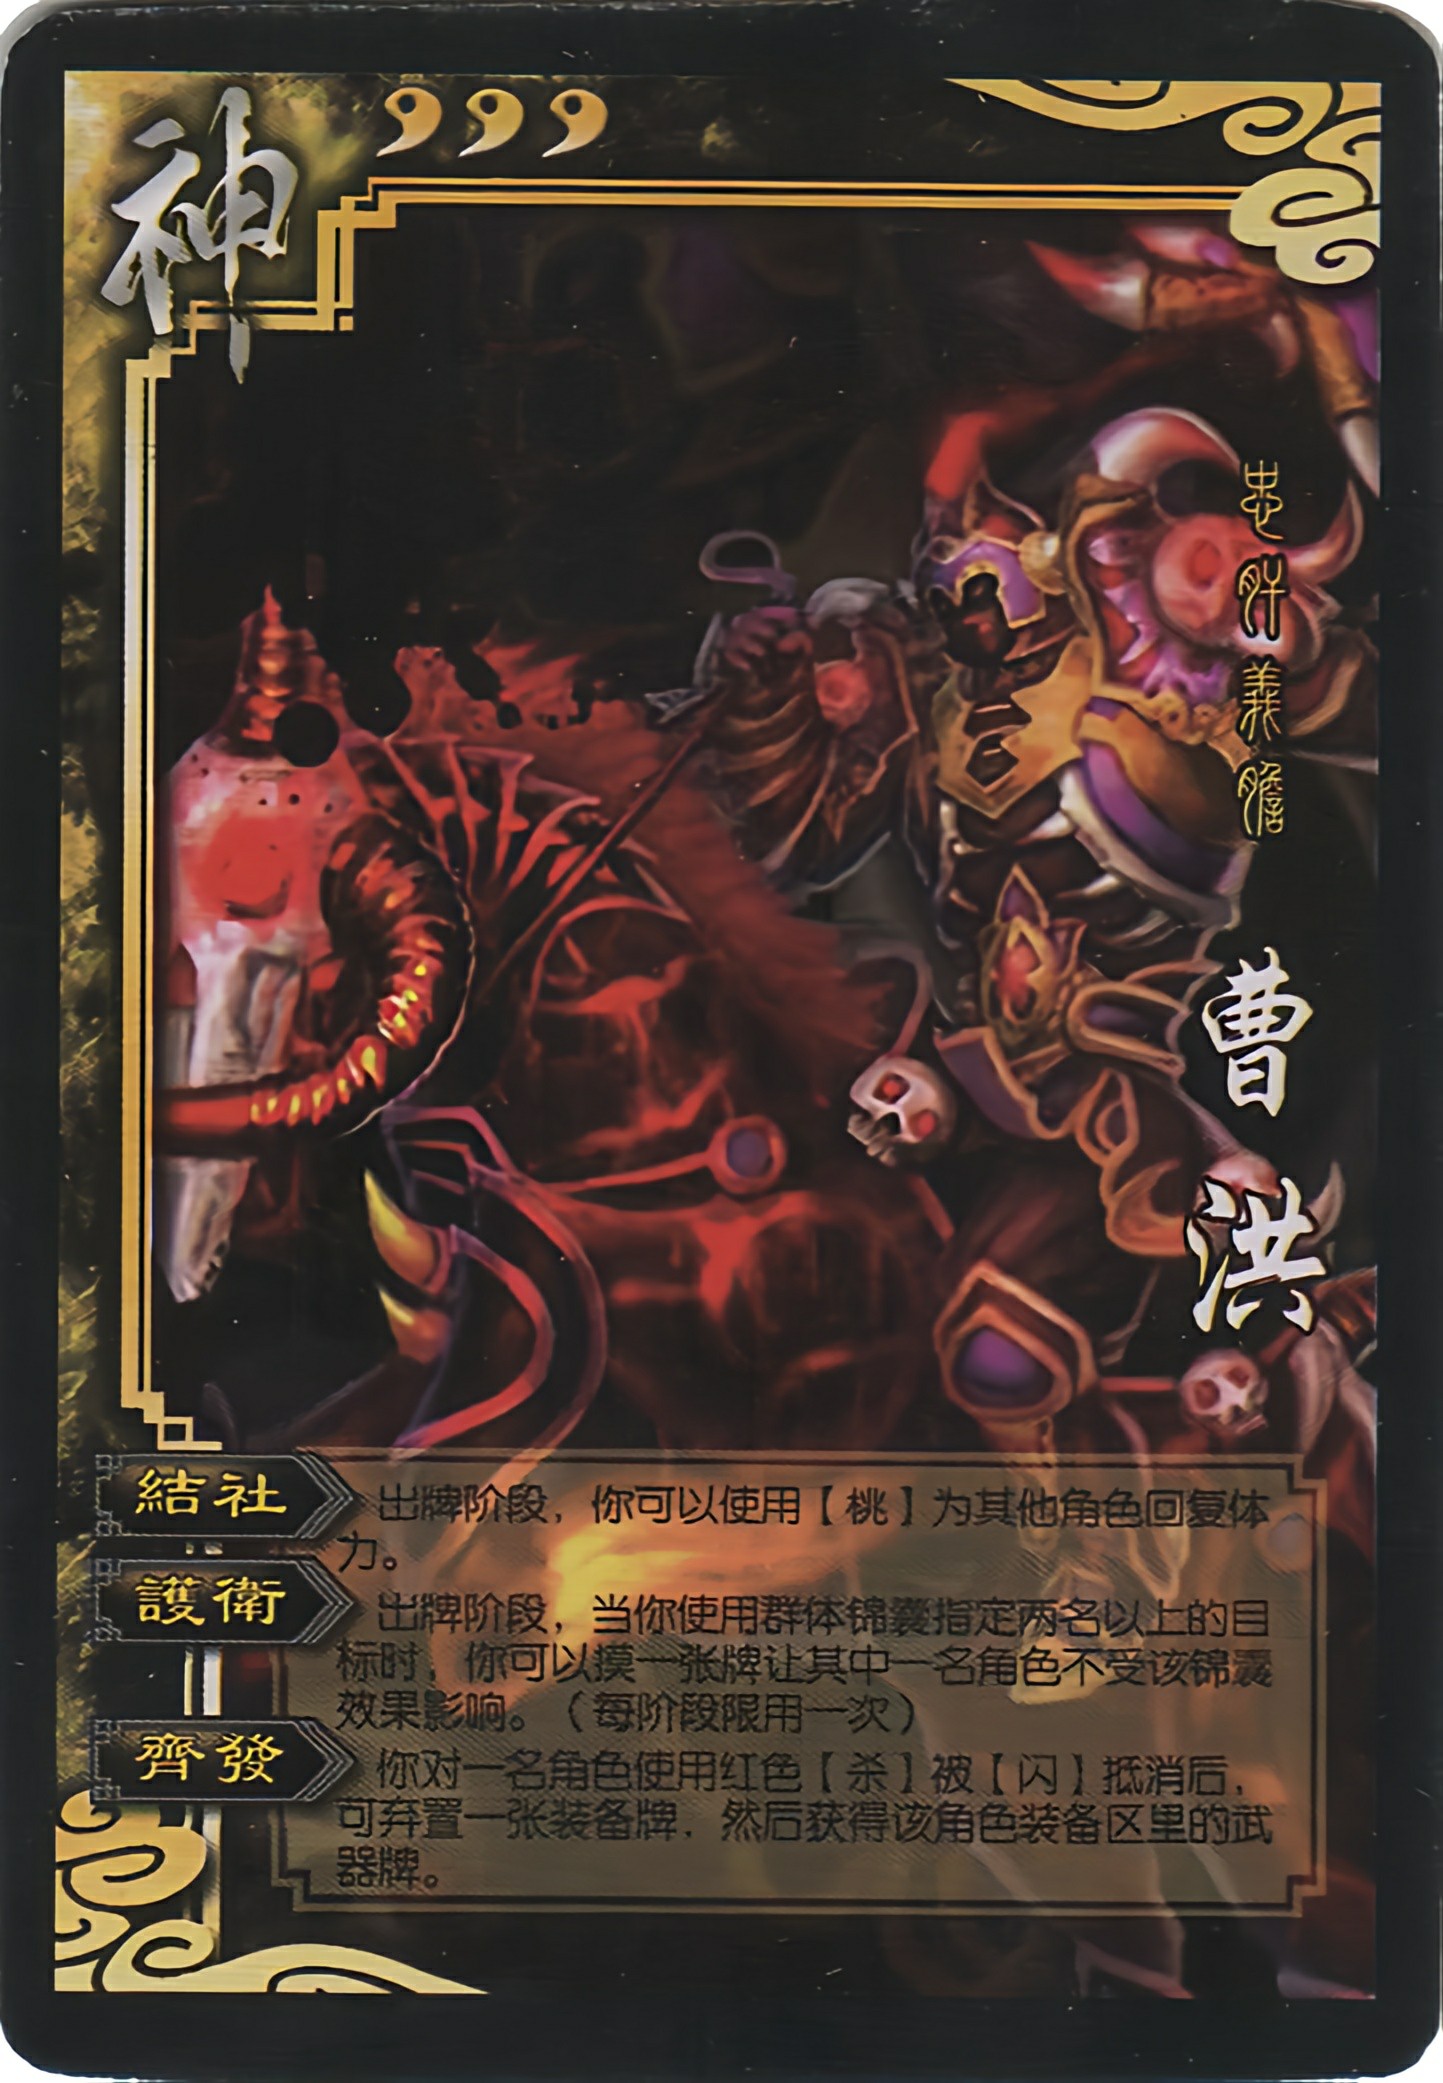 神
忠肝義膽
曹洪
結社
出牌阶段，你可以使用【桃】为其他角色回复体
力。
護衛
出牌阶段，当你使用群体锦囊指定两名以上的目
标时，你可以摸一张牌让其中一名角色不受该锦囊
效果影响。（每阶段限用一次）
齊發
你对一名角色使用红色【杀】被【闪】抵消后，
可弃置一张装备牌，然后获得该角色装备区里的武
器牌。